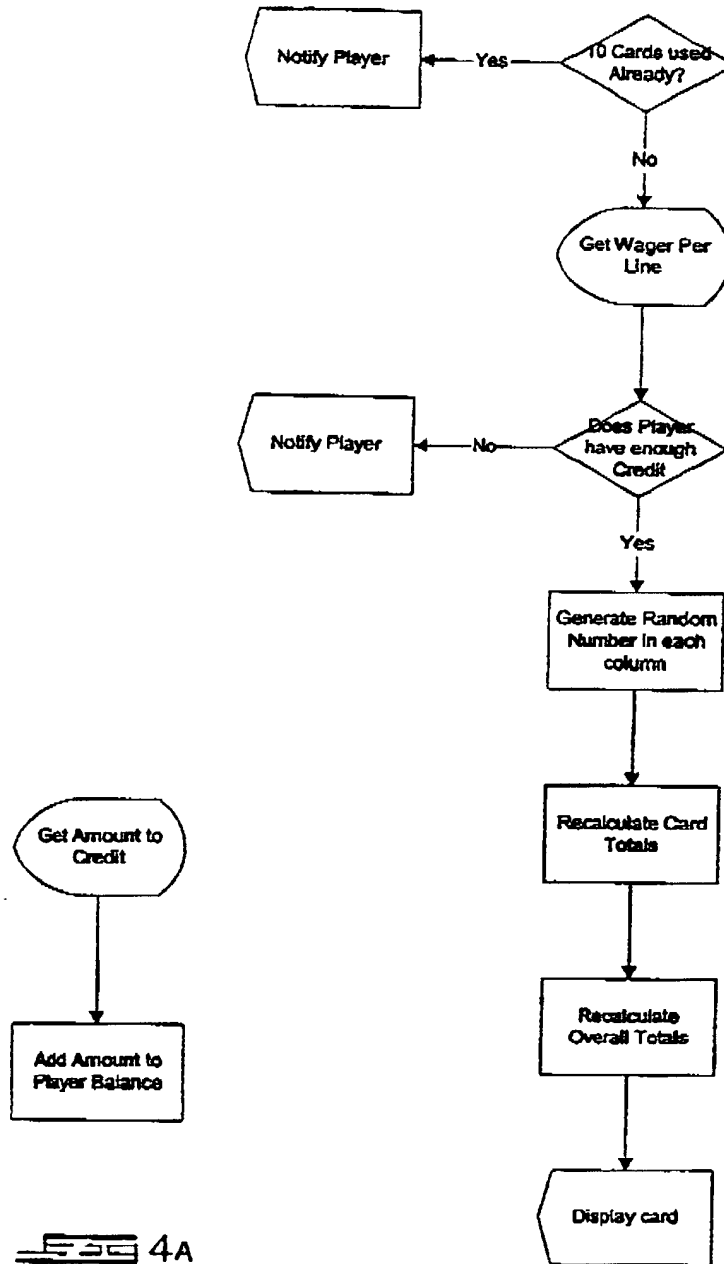 10 Cards used
Already?
Yes
Notify Player
No
Get Wager Per
Line
Does Player
have enough
Credit
No
Notify Player
Yes
Generate Random
Number in each
column
Recalculate Card
Totals
Recalculate
Overall Totals
Display card
Get Amount to
Credit
Add Amount to
Player Balance
4A